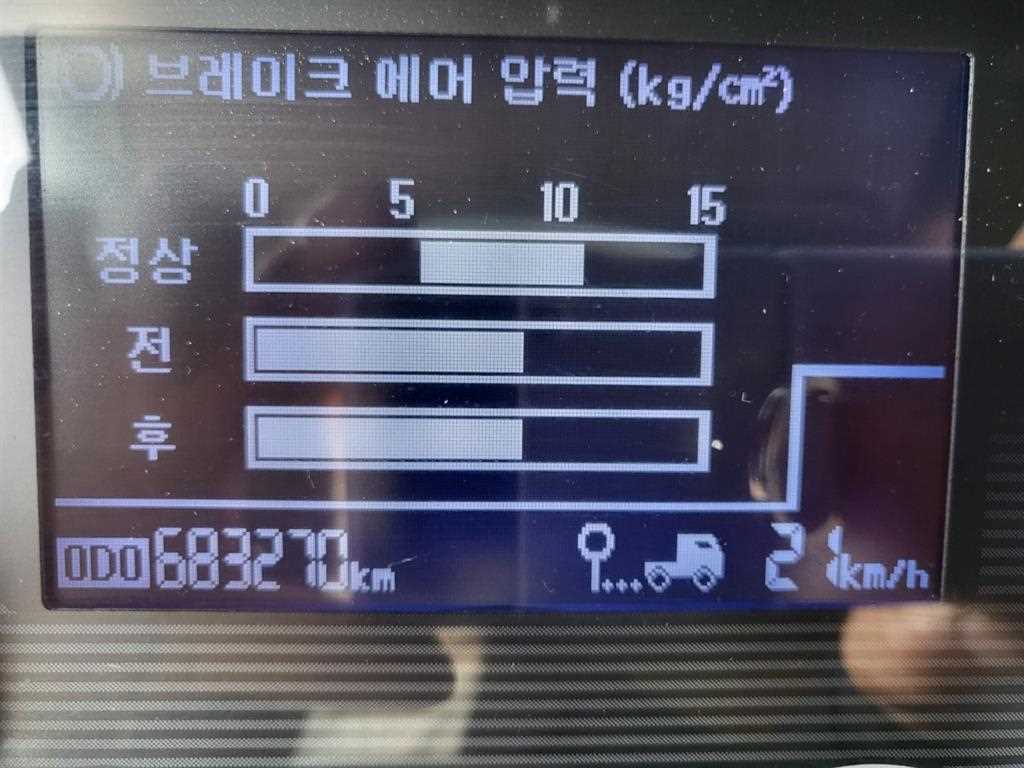 브레이크 에어 압력 (kg/cm²)
0 5 10 15
정상
전
후
ODO 683270km 21km/h